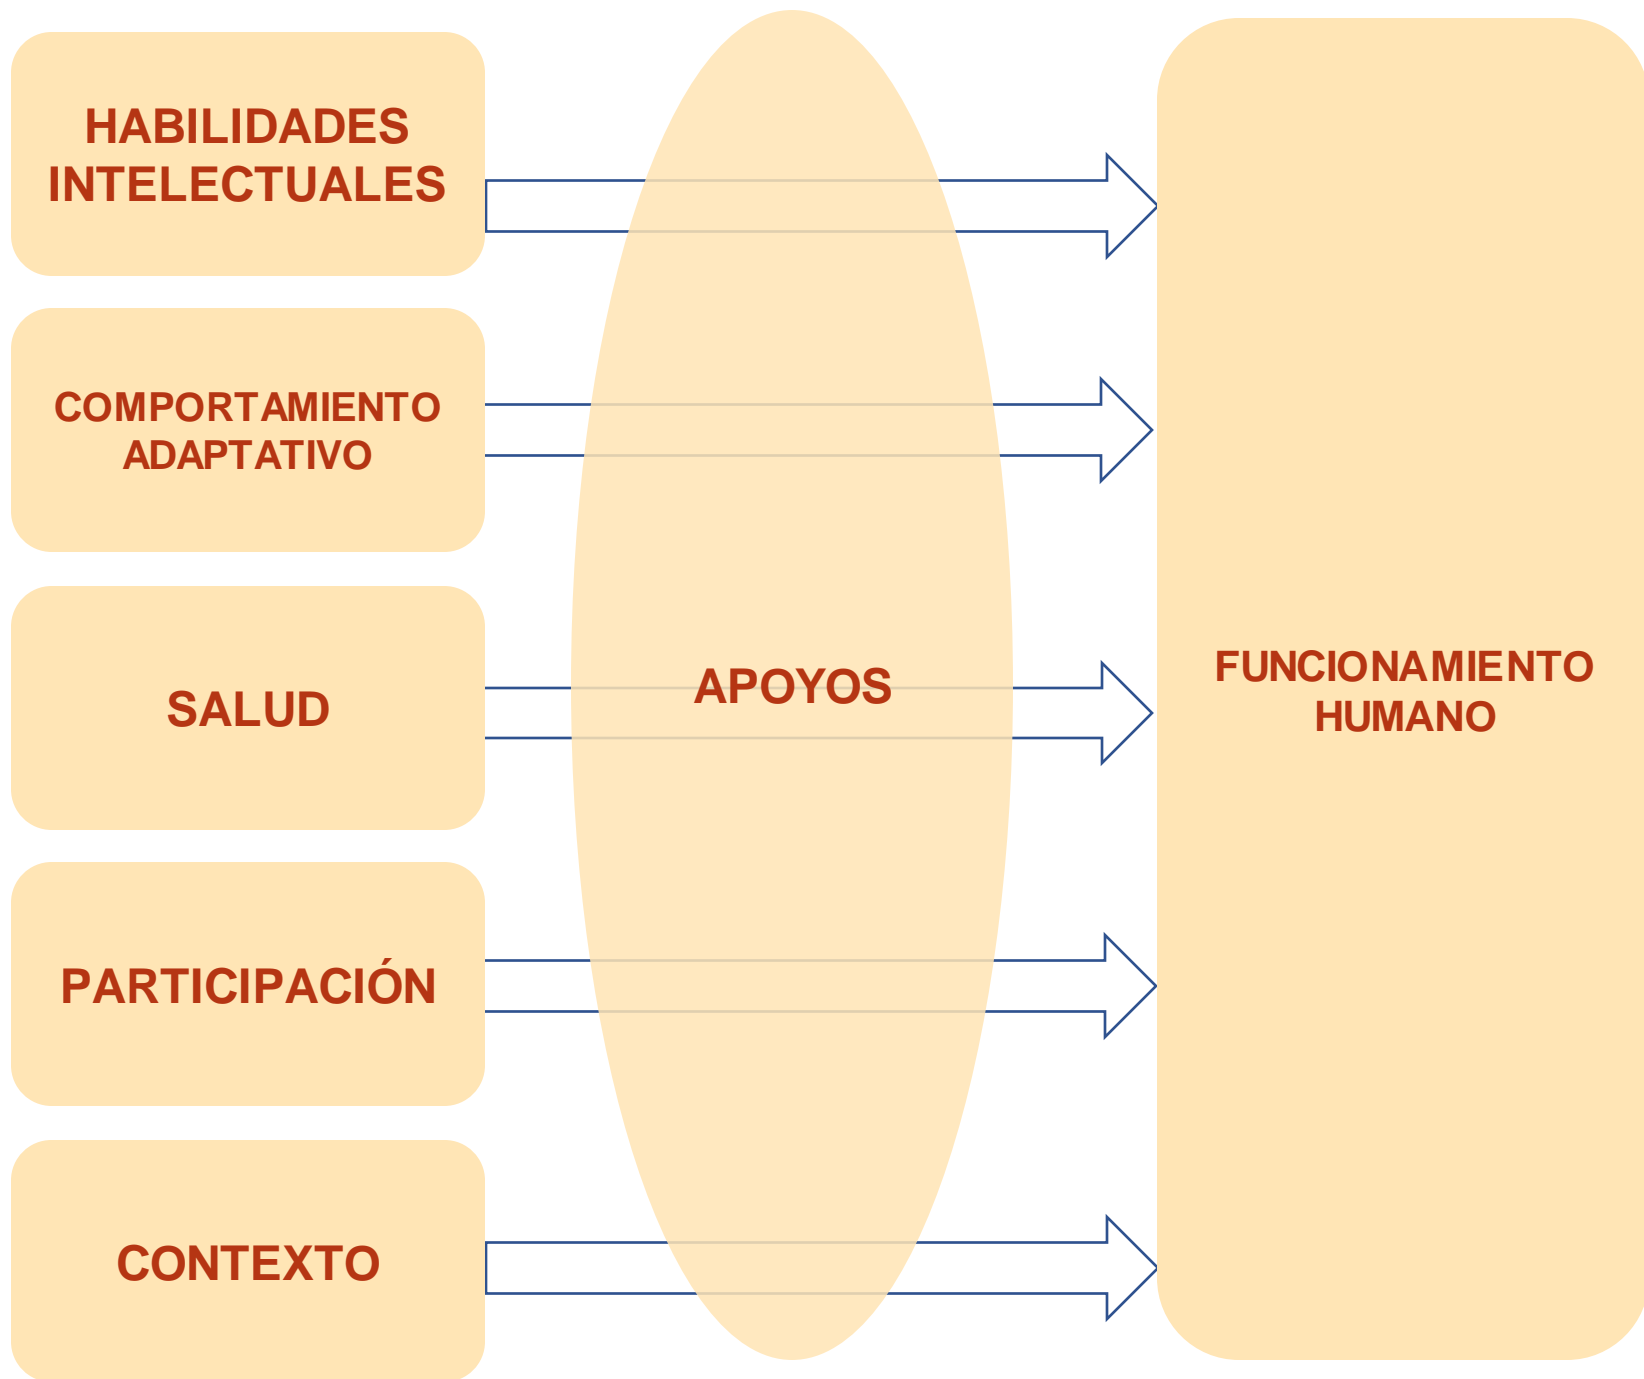 HABILIDADES
INTELECTUALES
COMPORTAMIENTO
ADAPTATIVO
SALUD
PARTICIPACIÓN
CONTEXTO
APOYOS
FUNCIONAMIENTO
HUMANO